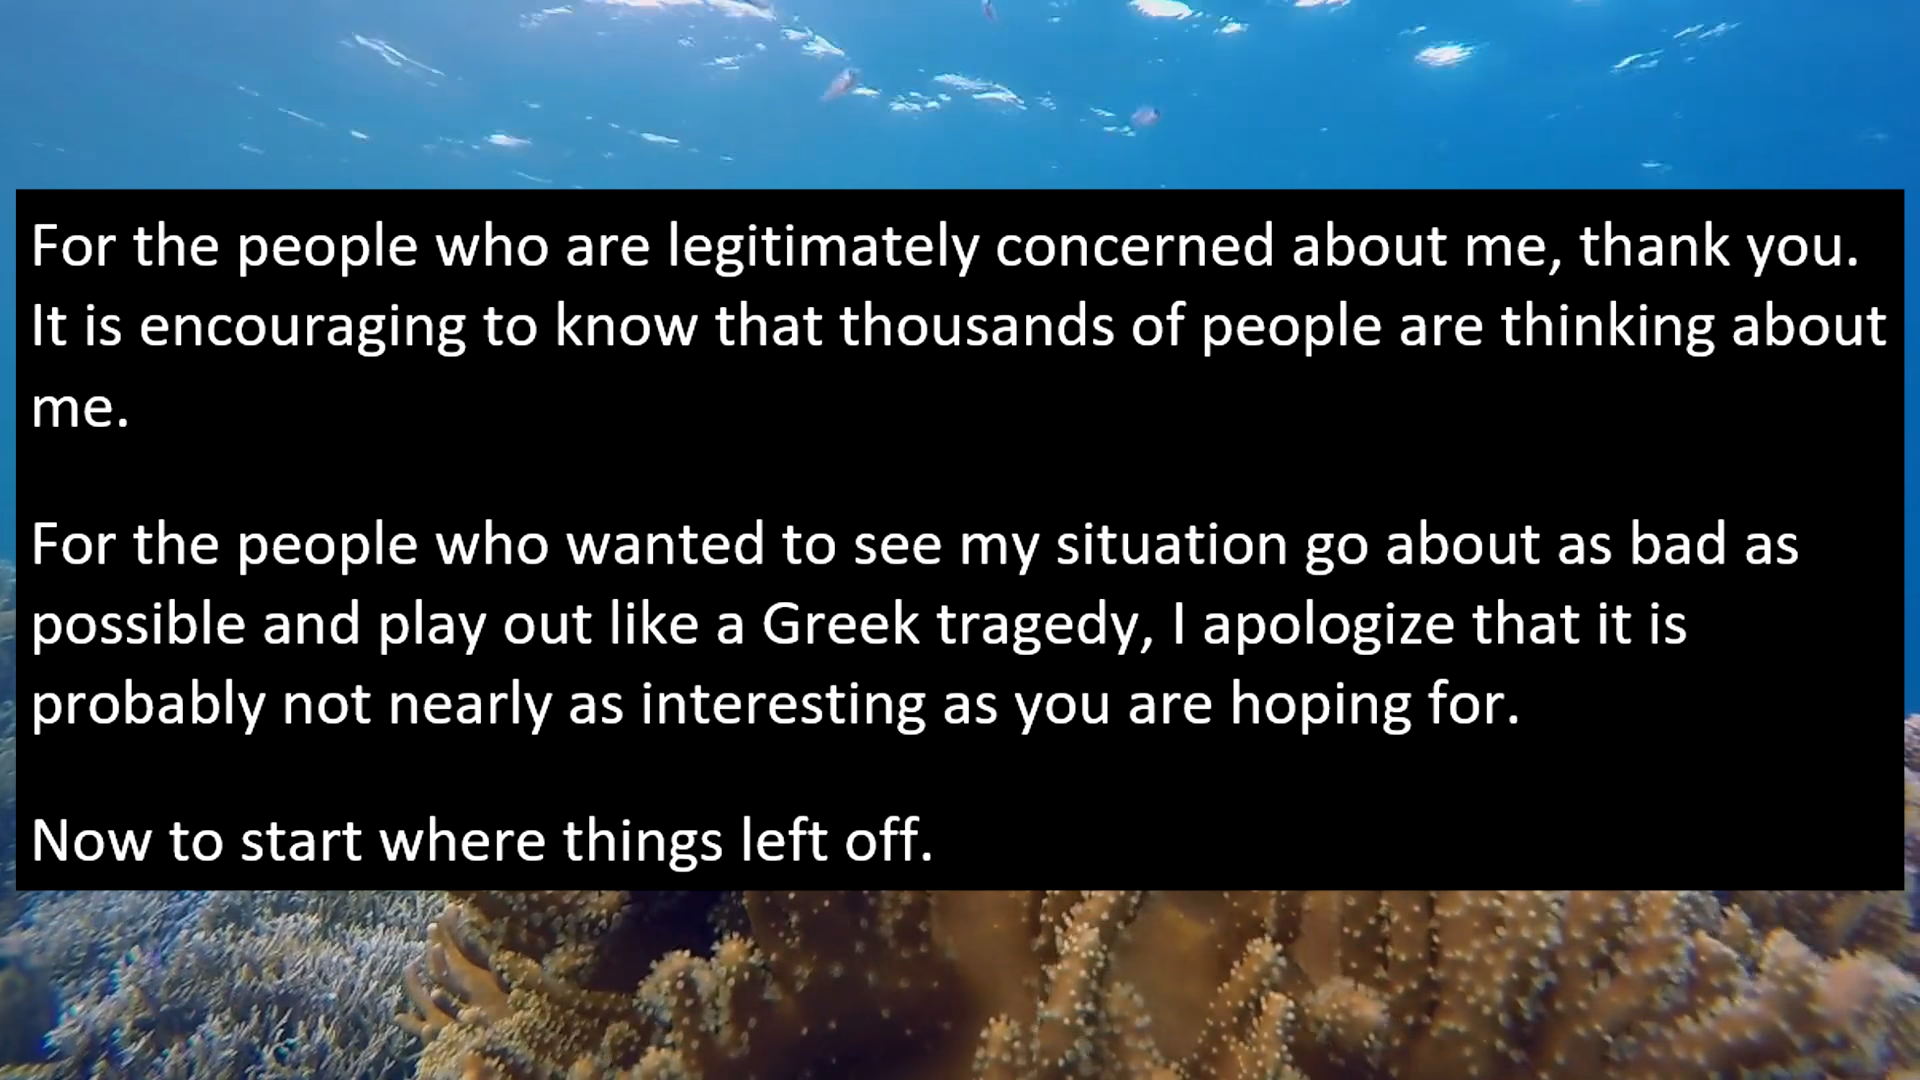 For the people who are legitimately concerned about me, thank you.
It is encouraging to know that thousands of people are thinking about
me.
For the people who wanted to see my situation go about as bad as
possible and play out like a Greek tragedy, I apologize that it is
probably not nearly as interesting as you are hoping for.
Now to start where things left off.